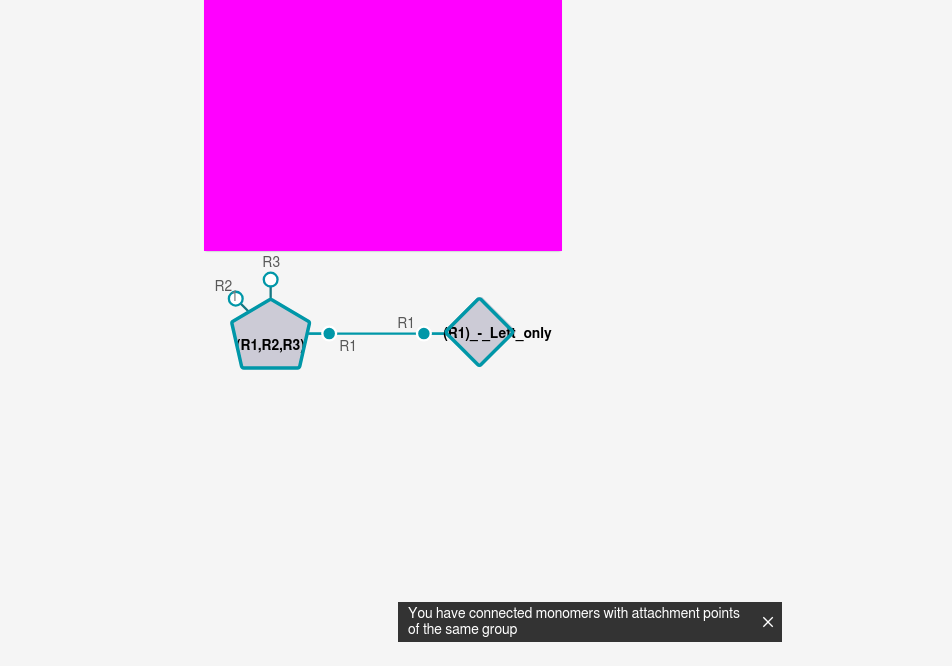 R3
R2
R1
(R1)_-_Left_only
(R1,R2,R3)
R1
You have connected monomers with attachment points
of the same group